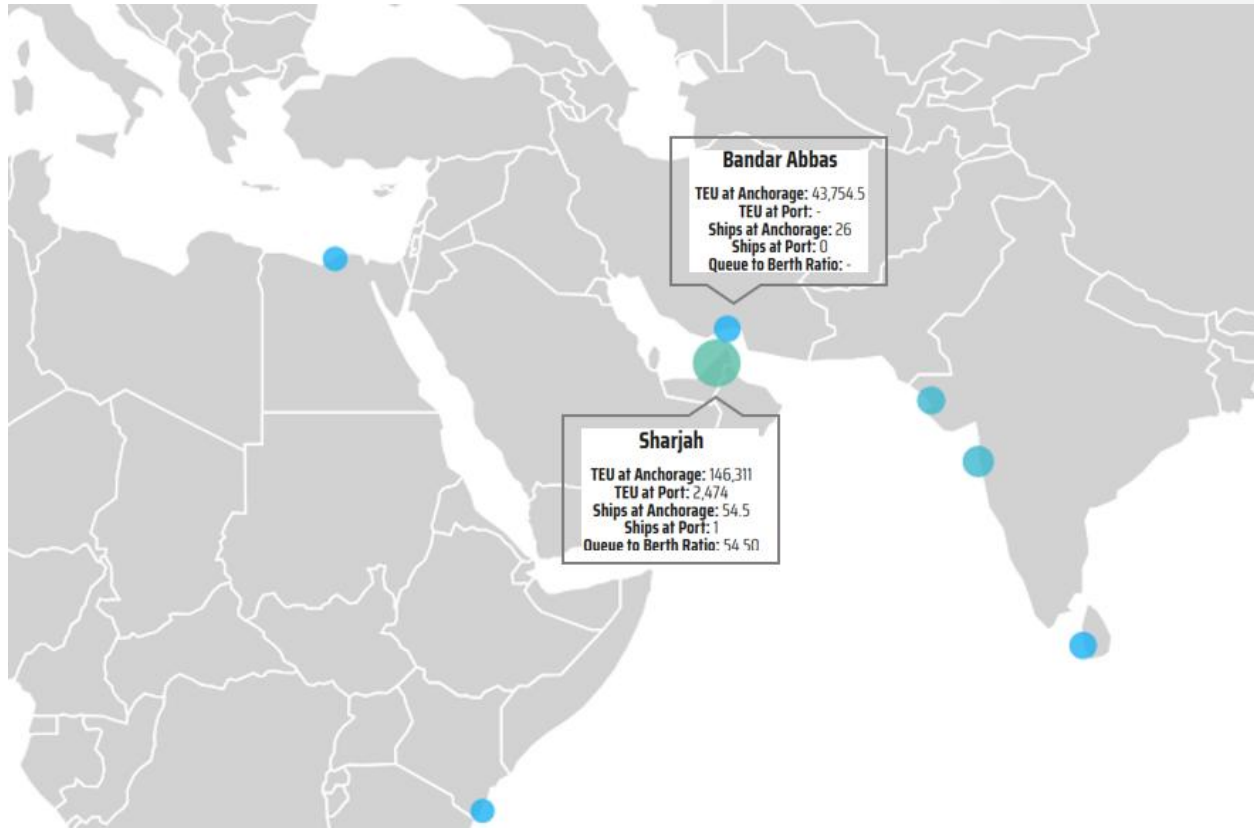 Bandar Abbas
TEU at Anchorage: 43,754.5
TEU at Port: -
Ships at Anchorage: 26
Ships at Port: 0
Queue to Berth Ratio: -
Sharjah
TEU at Anchorage: 146,311
TEU at Port: 2,474
Ships at Anchorage: 54.5
Ships at Port: 1
Queue to Berth Ratio: 54.50